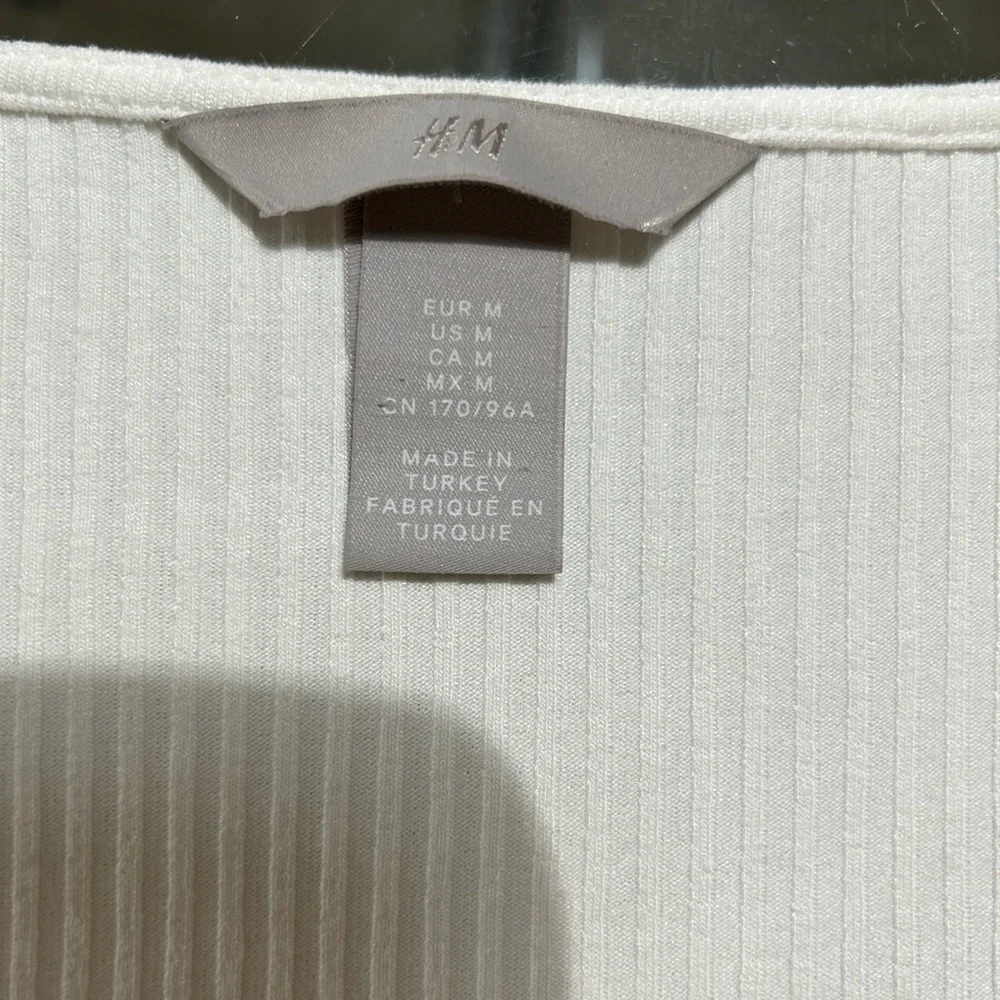 H&M
EUR M
US M
CA M
MX M
CN 170/96A
MADE IN
TURKEY
FABRIQUÉ EN
TURQUIE